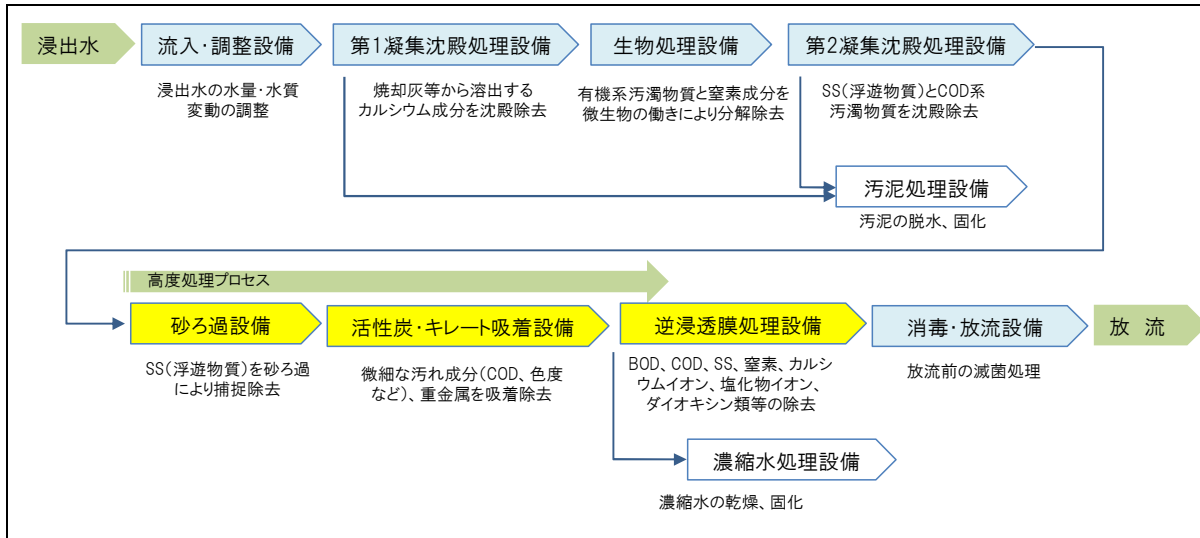 浸出水
流入・調整設備
第1凝集沈殿処理設備
生物処理設備
第2凝集沈殿処理設備
浸出水の水量・水質
変動の調整
焼却灰等から溶出する
カルシウム成分を沈殿除去
有機系汚濁物質と窒素成分を
微生物の働きにより分解除去
SS(浮遊物質)とCOD系
汚濁物質を沈殿除去
汚泥処理設備
汚泥の脱水、固化
高度処理プロセス
砂ろ過設備
活性炭・キレート吸着設備
逆浸透膜処理設備
消毒・放流設備
放 流
SS(浮遊物質)を砂ろ過
により捕捉除去
微細な汚れ成分(COD、色度
など)、重金属を吸着除去
BOD、COD、SS、窒素、カルシ
ウムイオン、塩化物イオン、
ダイオキシン類等の除去
放流前の滅菌処理
濃縮水処理設備
濃縮水の乾燥、固化